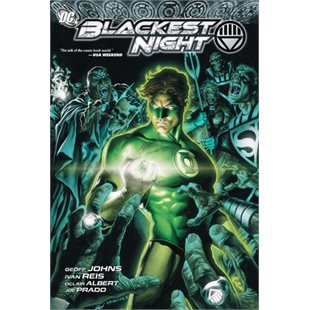 DC
BLACKEST
NIGHT
"The talk of the comic book world."
—USA WEEKEND
GEOFF JOHNS
IVAN REIS
OCLAIR ALBERT
JOE PRADO